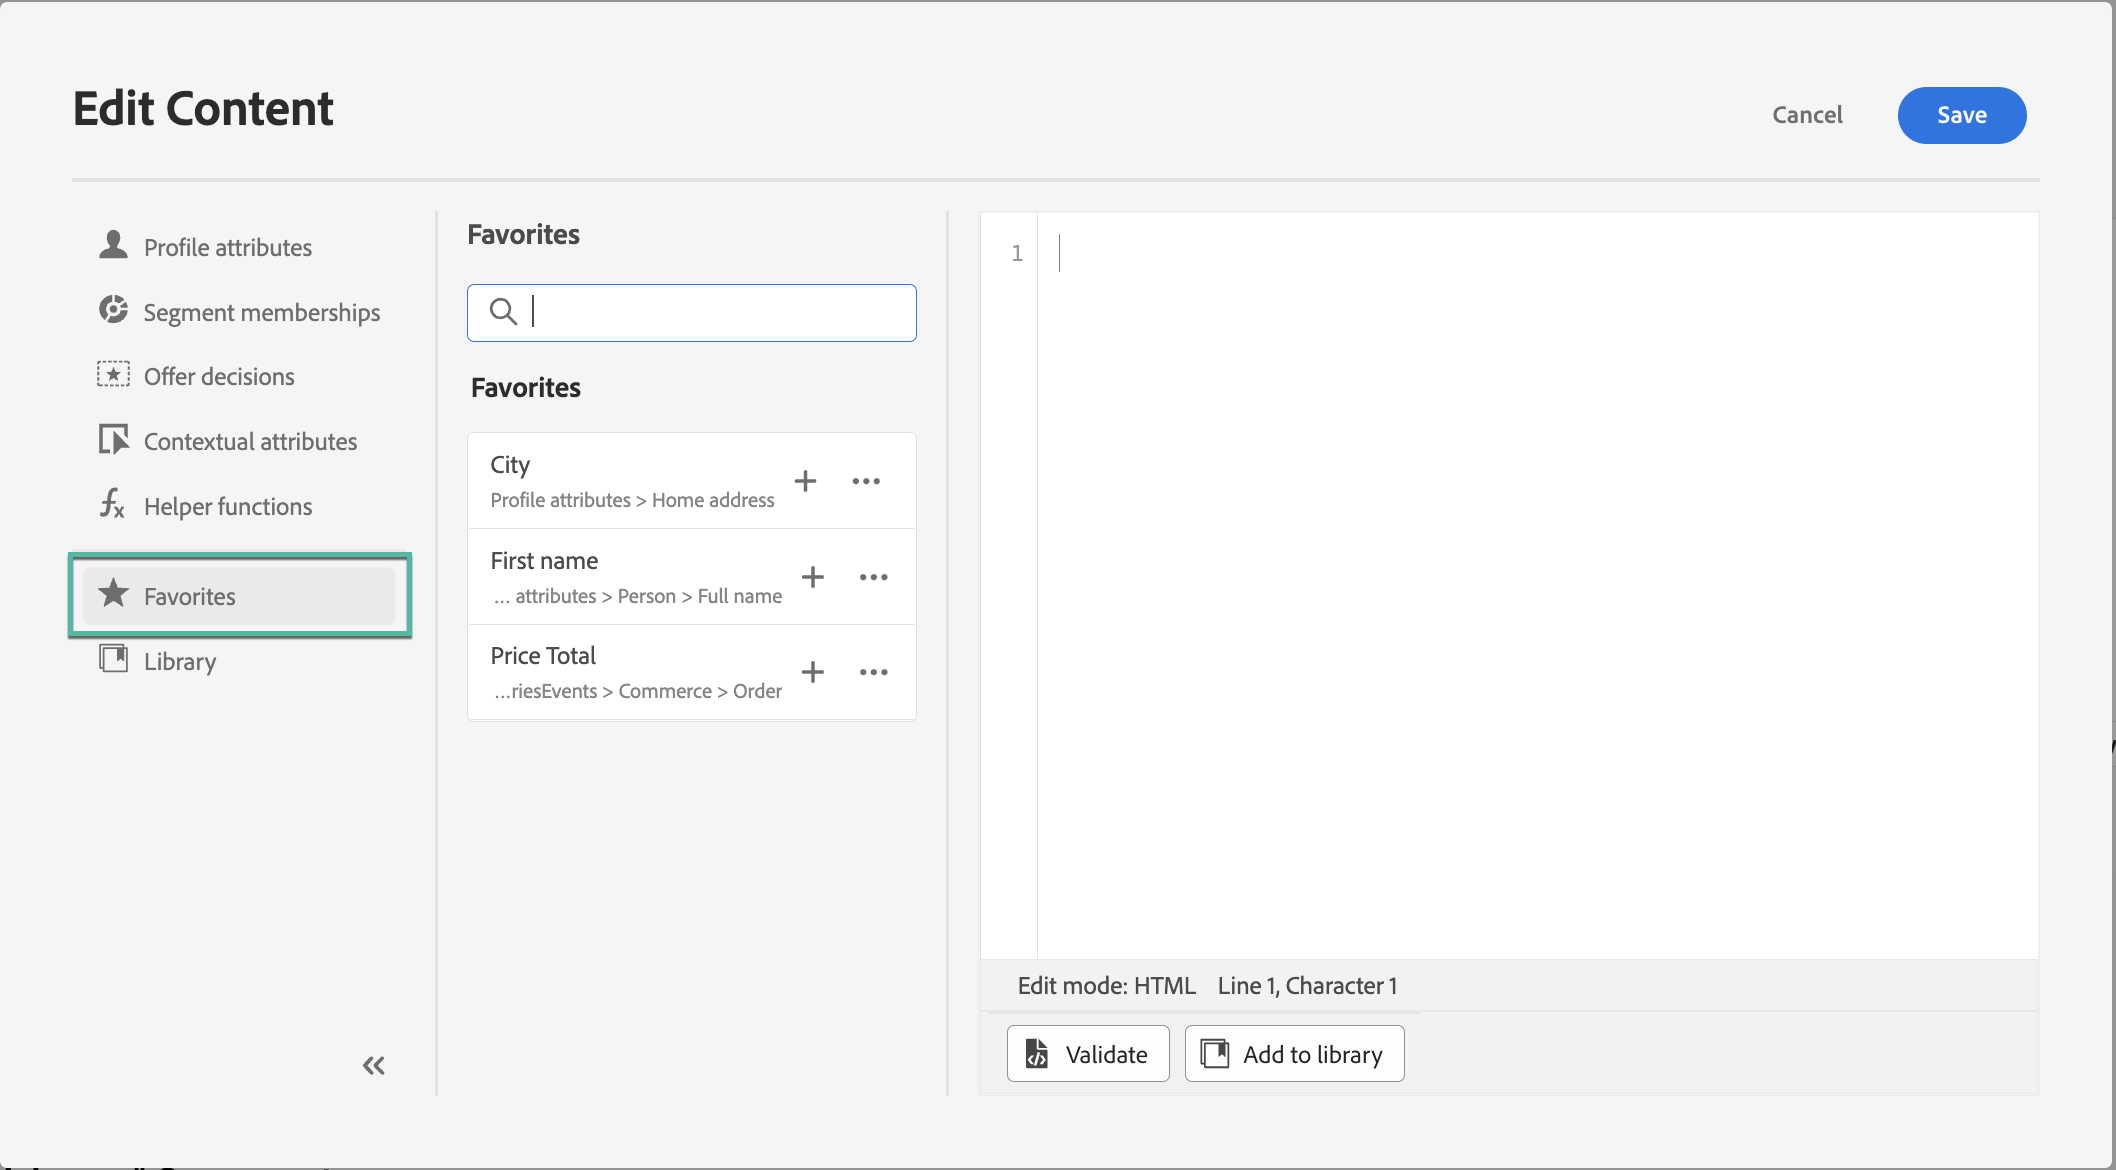 Edit Content
Cancel
Save
Profile attributes
Segment memberships
Offer decisions
Contextual attributes
Helper functions
Favorites
Library
Favorites
Favorites
City
Profile attributes > Home address
First name
... attributes > Person > Full name
Price Total
...riesEvents > Commerce > Order
1
Edit mode: HTML Line 1, Character 1
Validate
Add to library